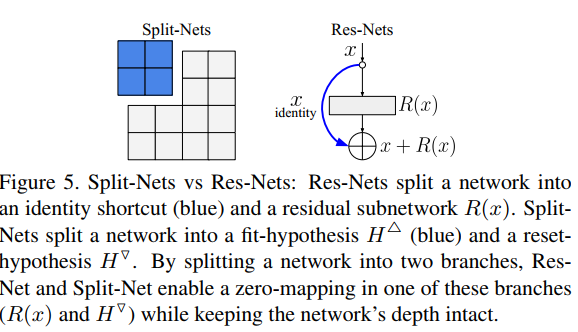 Split-Nets
Res-Nets
x
x
identity
R(x)
x + R(x)
Figure 5. Split-Nets vs Res-Nets: Res-Nets split a network into
an identity shortcut (blue) and a residual subnetwork R(x). Split-
Nets split a network into a fit-hypothesis H△ (blue) and a reset-
hypothesis H▽. By splitting a network into two branches, Res-
Net and Split-Net enable a zero-mapping in one of these branches
(R(x) and H▽) while keeping the network's depth intact.